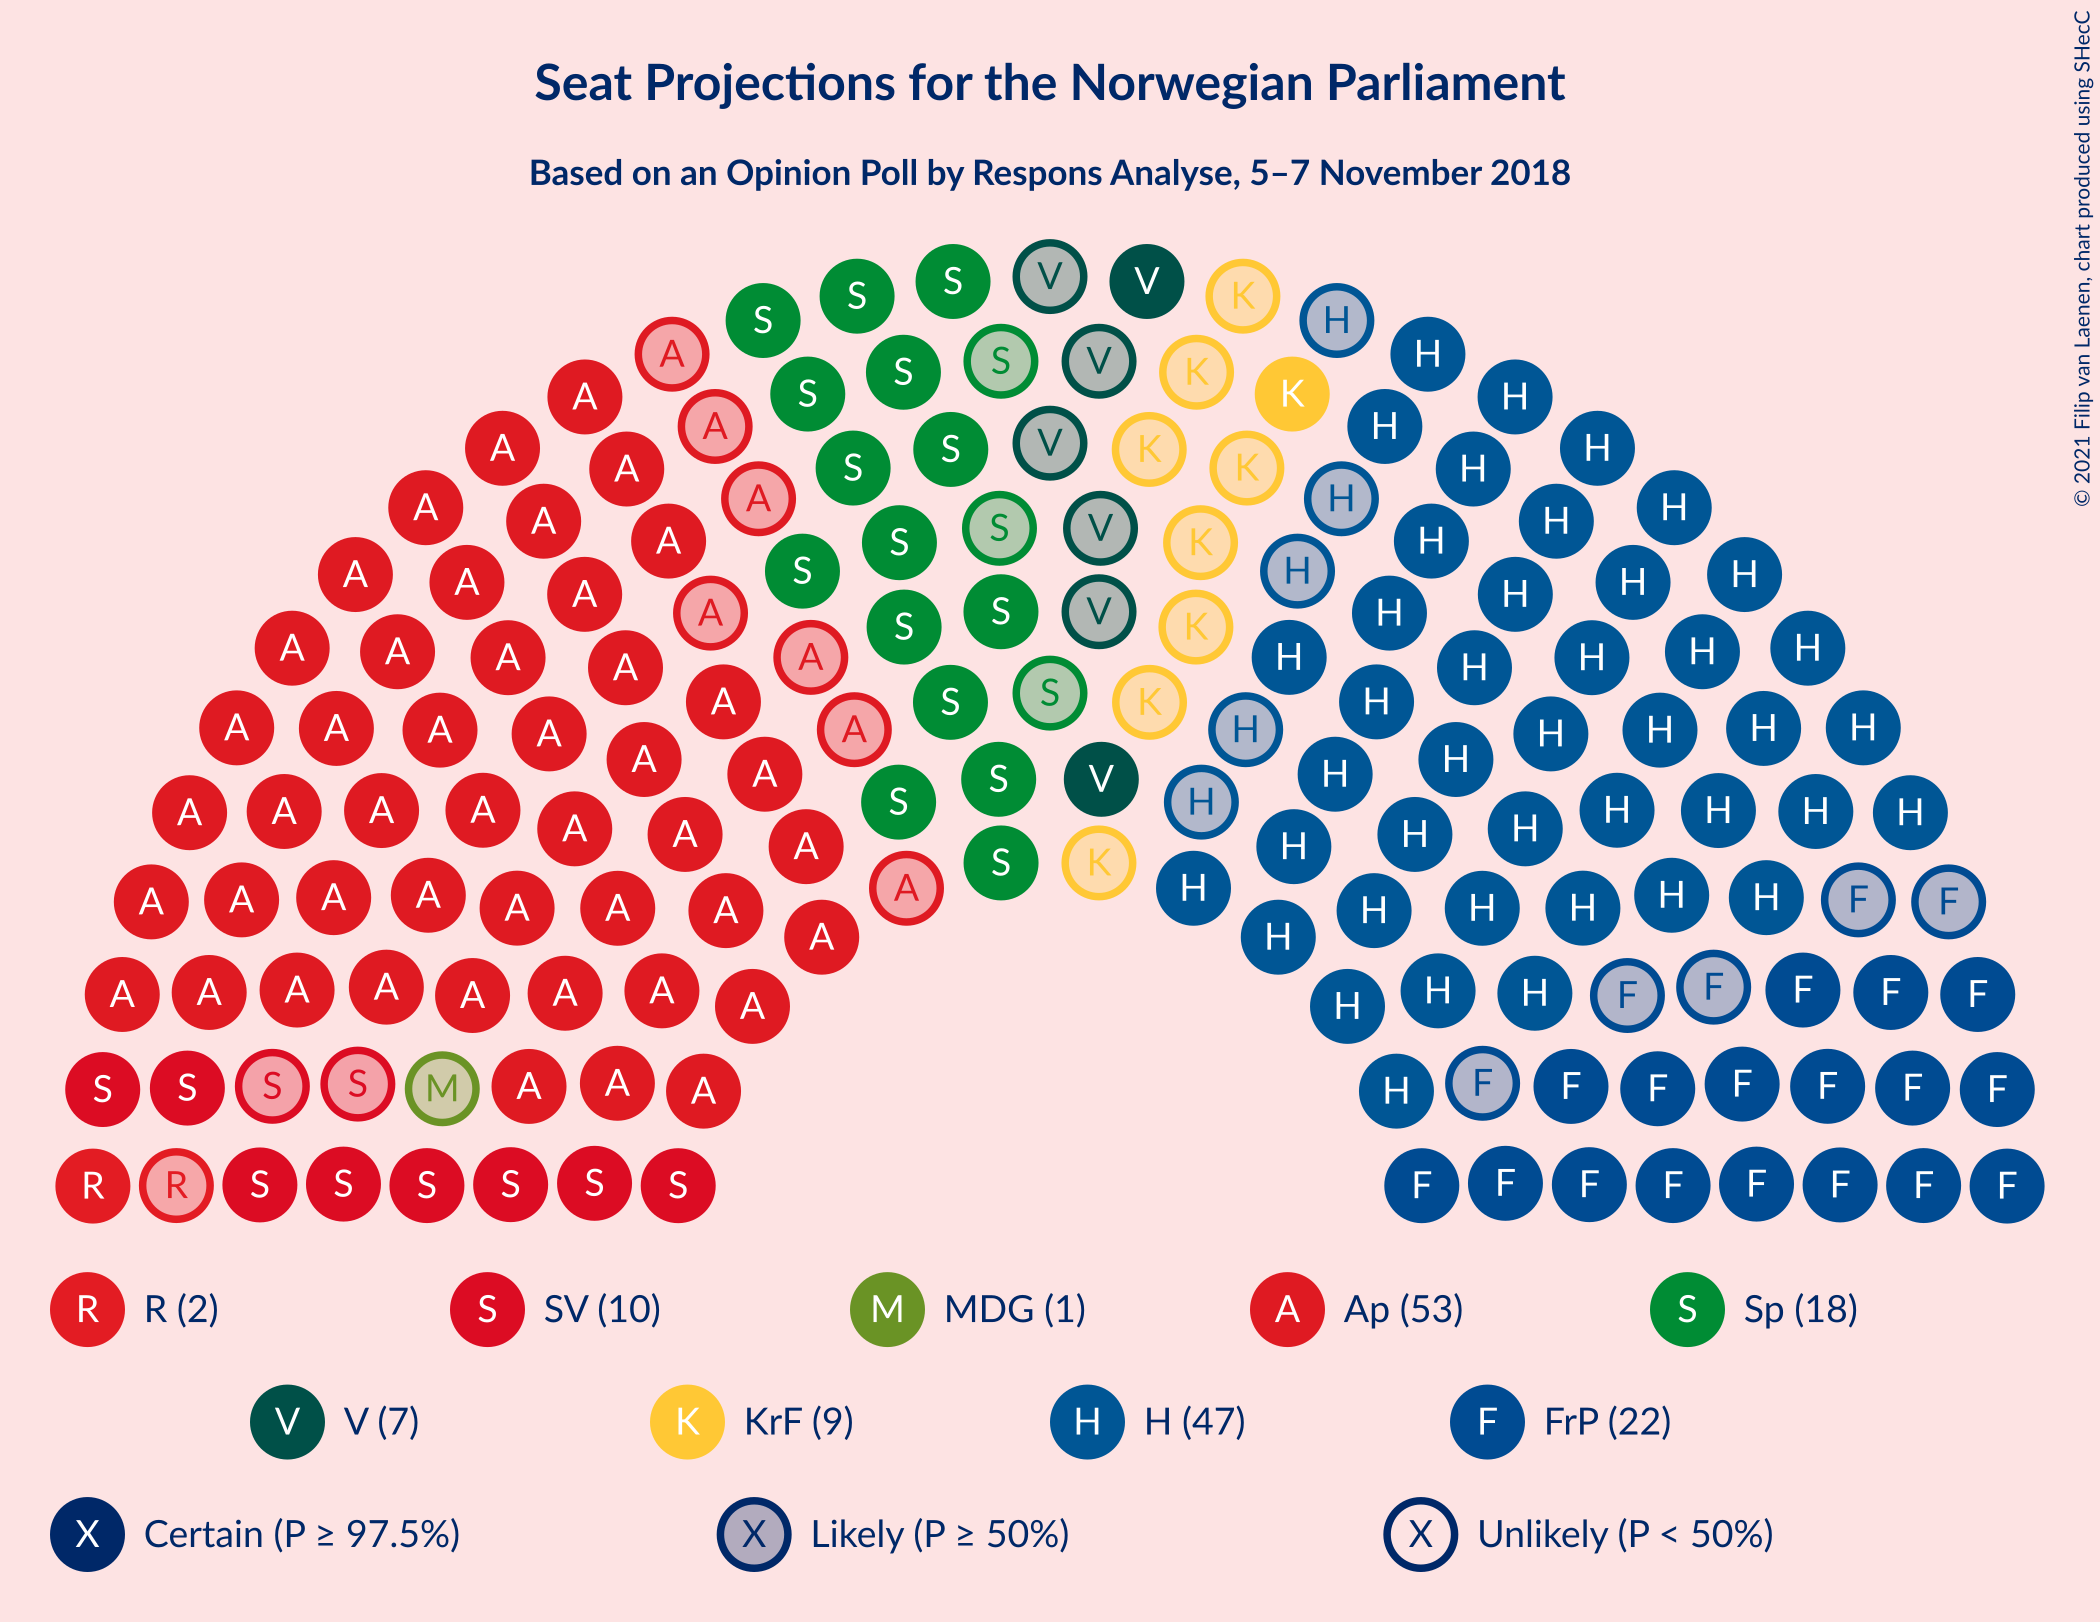 Seat Projections for the Norwegian Parliament
Based on an Opinion Poll by Respons Analyse, 5–7 November 2018
© 2021 Filip van Laenen, chart produced using SHecC
S S S V V K H
A S S S V K K H H
A A S S V K K H H H
A A A S S S V K H H H H
A A A A S S V K H H H H H
A A A A A S S K H H H H H H
A A A A A A S S V H H H H H H H
A A A A A A A S K H H H H H H H H
A A A A A A A A H H H H H H F F
A A A A A A A A H H H F F F F F
S S S S M A A A H F F F F F F F
R R S S S S S S F F F F F F F F
R R (2) S SV (10) M MDG (1) A Ap (53) S Sp (18)
V V (7) K KrF (9) H H (47) F FrP (22)
X Certain (P ≥ 97.5%) X Likely (P ≥ 50%) X Unlikely (P < 50%)